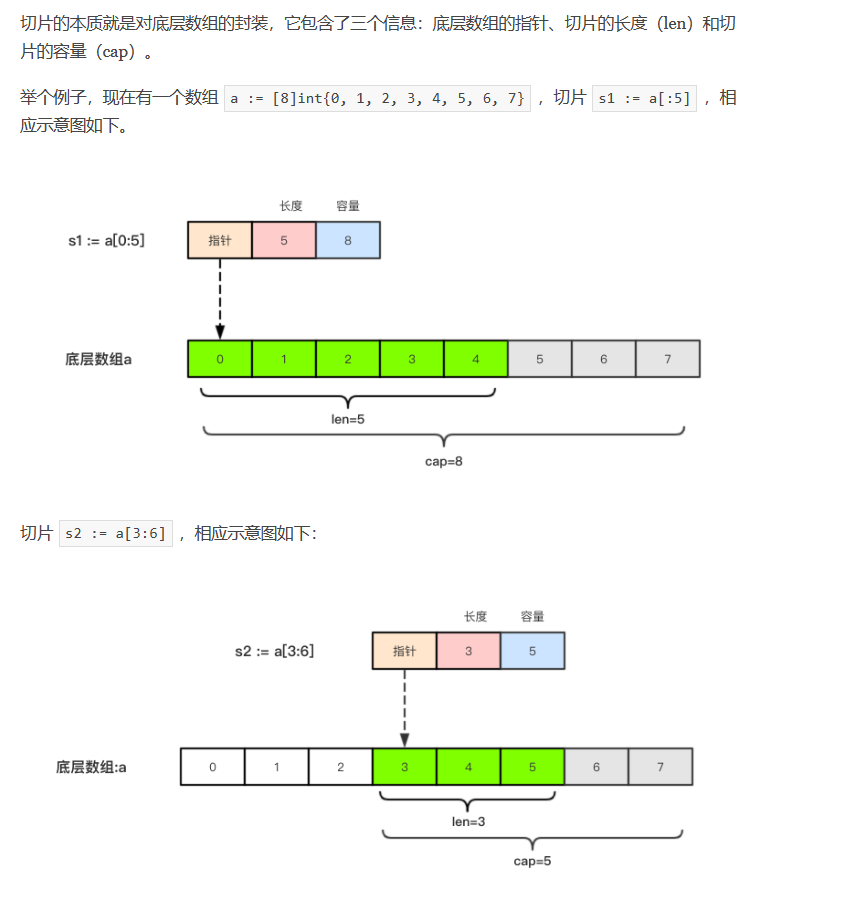 切片的本质就是对底层数组的封装，它包含了三个信息：底层数组的指针、切片的长度（len）和切
片的容量（cap）。
举个例子，现在有一个数组 a := [8]int{0, 1, 2, 3, 4, 5, 6, 7} ，切片 s1 := a[:5] ，相
应示意图如下。
长度 容量
s1 := a[0:5] 指针 5 8
底层数组a 0 1 2 3 4 5 6 7
len=5
cap=8
切片 s2 := a[3:6] ，相应示意图如下：
长度 容量
s2 := a[3:6] 指针 3 5
底层数组:a 0 1 2 3 4 5 6 7
len=3
cap=5